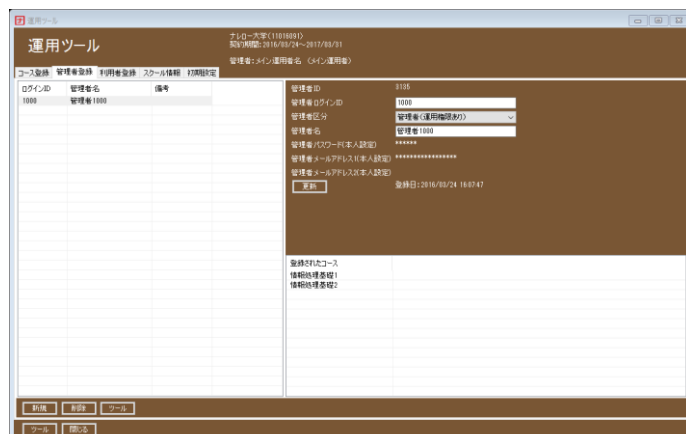 運用ツール
運用ツール
ナレロー大学(11016091)
契約期間:2016/03/24～2017/03/31
管理者:メイン運用者名 (メイン運用者)
コース登録 管理者登録 利用者登録 スクール情報 初期設定
ログインID 管理者名 備考
1000 管理者1000
管理者ID 3135
管理者ログインID 1000
管理者区分 管理者(運用権限あり)
管理者名 管理者1000
管理者パスワード(本人設定) ******
管理者メールアドレス1(本人設定) *****************
管理者メールアドレス2(本人設定)
更新 登録日:2016/03/24 16:07:47
登録されたコース
情報処理基礎1
情報処理基礎2
新規 削除 ツール
ツール 閉じる